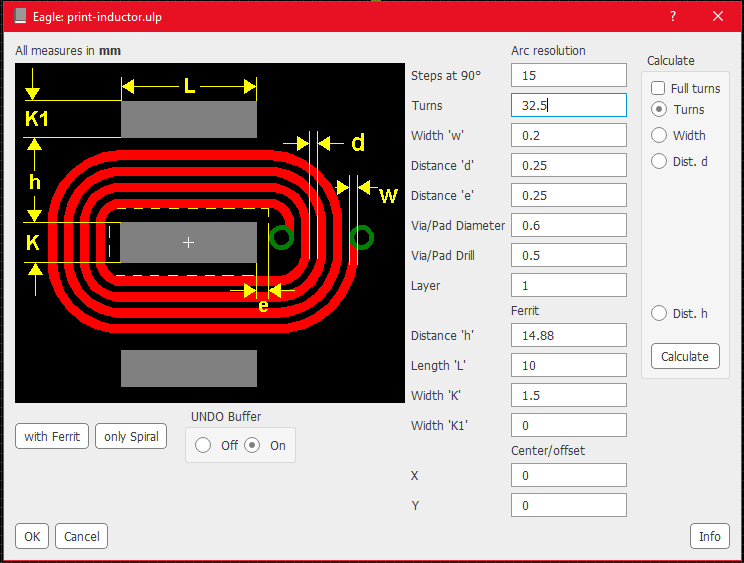 Eagle: print-inductor.ulp
?
All measures in mm
L
K1
d
h
W
K
e
with Ferrit
only Spiral
UNDO Buffer
Off
On
OK
Cancel
Arc resolution
Steps at 90°
15
Turns
32.5
Width 'w'
0.2
Distance 'd'
0.25
Distance 'e'
0.25
Via/Pad Diameter
0.6
Via/Pad Drill
0.5
Layer
1
Ferrit
Distance 'h'
14.88
Length 'L'
10
Width 'K'
1.5
Width 'K1'
0
Center/offset
X
0
Y
0
Calculate
Full turns
Turns
Width
Dist. d
Dist. h
Calculate
Info